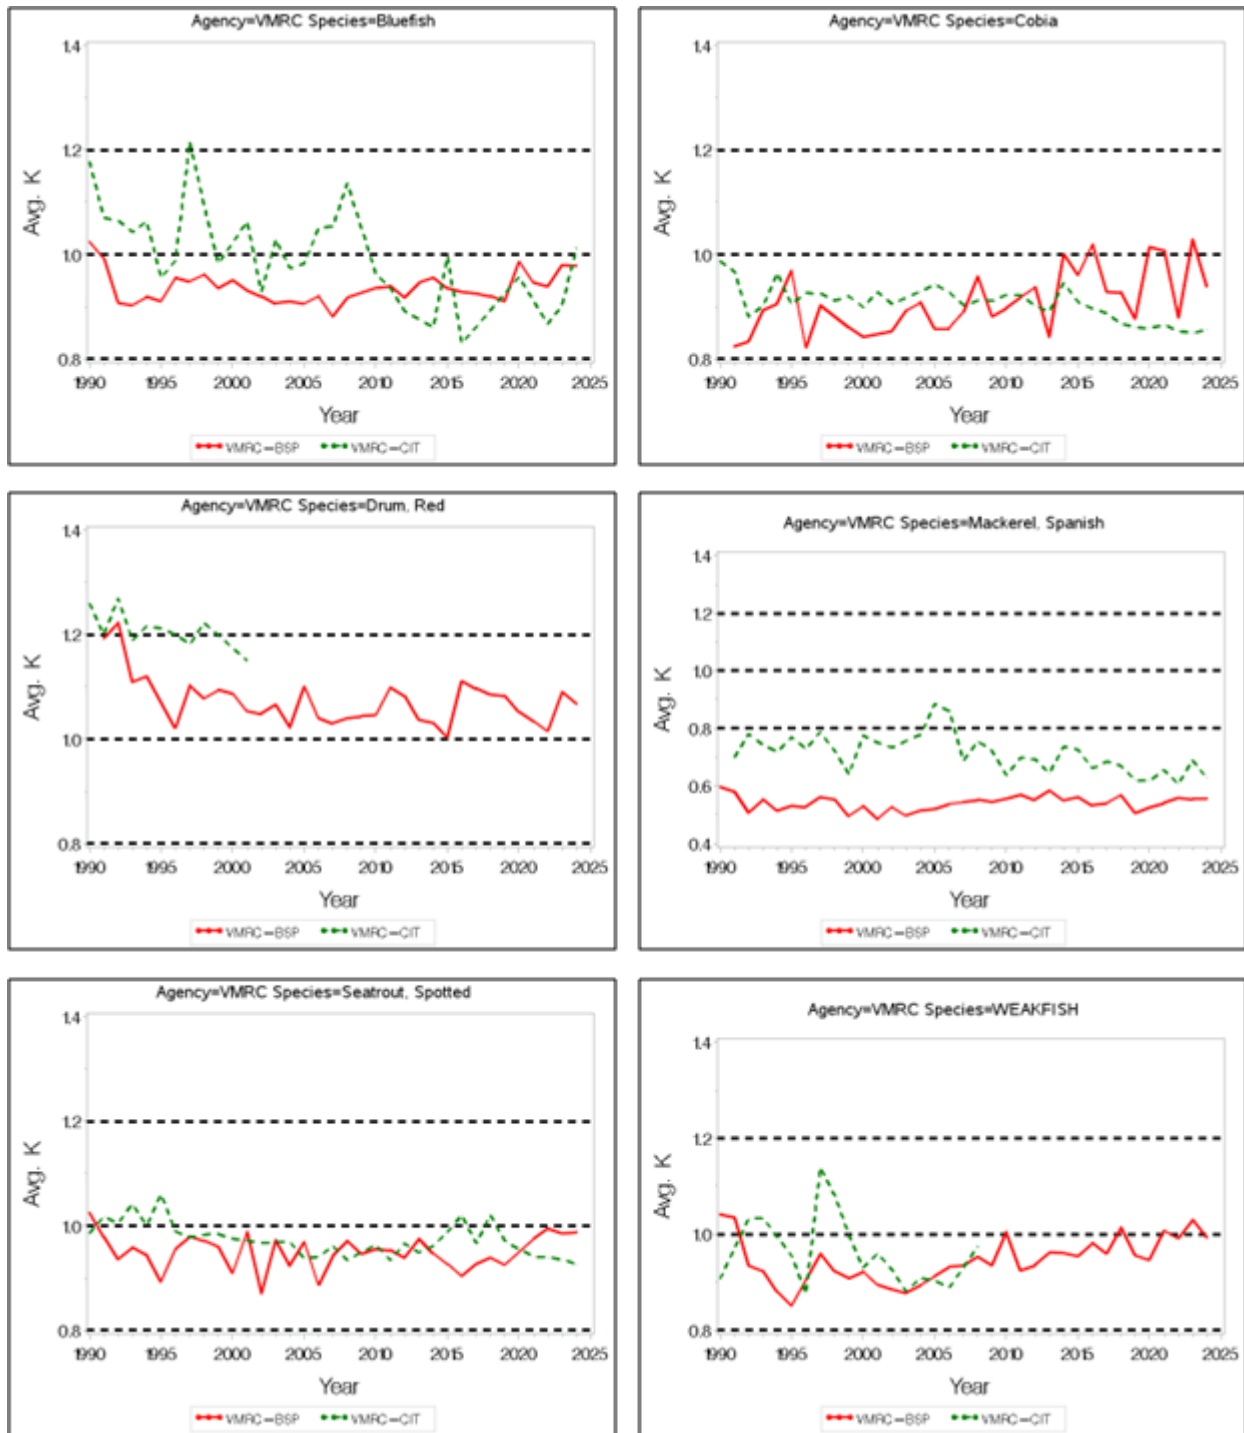 Agency=VMRC Species=Bluefish
1.4
1.2
1.0
0.8
Avg. K
1990 1995 2000 2005 2010 2015 2020 2025
Year
VMRC-BSP VMRC-CIT
Agency=VMRC Species=Cobia
1.4
1.2
1.0
0.8
Avg. K
1990 1995 2000 2005 2010 2015 2020 2025
Year
VMRC-BSP VMRC-CIT
Agency=VMRC Species=Drum, Red
1.4
1.2
1.0
0.8
Avg. K
1990 1995 2000 2005 2010 2015 2020 2025
Year
VMRC-BSP VMRC-CIT
Agency=VMRC Species=Mackerel, Spanish
1.4
1.2
1.0
0.8
0.6
0.4
Avg. K
1990 1995 2000 2005 2010 2015 2020 2025
Year
VMRC-BSP VMRC-CIT
Agency=VMRC Species=Seatrout, Spotted
1.4
1.2
1.0
0.8
Avg. K
1990 1995 2000 2005 2010 2015 2020 2025
Year
VMRC-BSP VMRC-CIT
Agency=VMRC Species=WEAKFISH
1.4
1.2
1.0
0.8
Avg. K
1990 1995 2000 2005 2010 2015 2020 2025
Year
VMRC-BSP VMRC-CIT